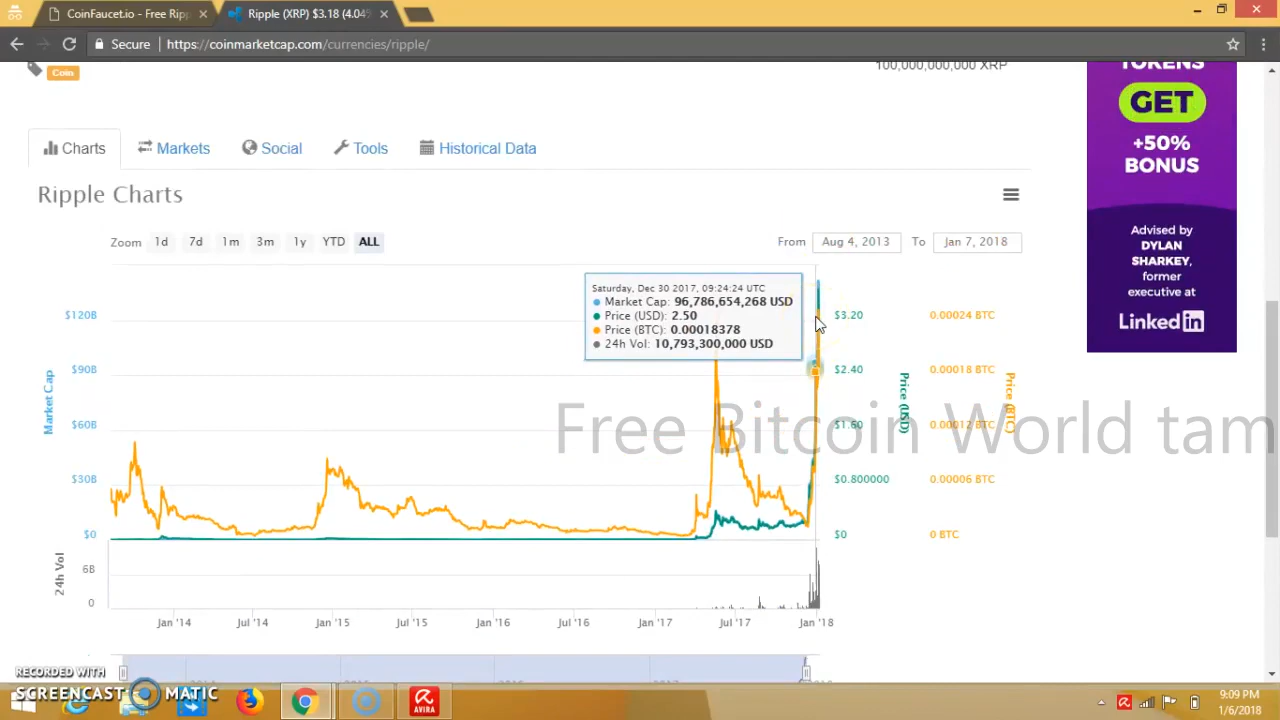 CoinFaucet.io - Free Ripp
Ripple (XRP) $3.18 (4.04%
Secure
https://coinmarketcap.com/currencies/ripple/
Coin
100,000,000,000 XRP
TOKENS
GET
+50%
BONUS
Advised by
DYLAN
SHARKEY,
former
executive at
Linked in
Charts
Markets
Social
Tools
Historical Data
Ripple Charts
Zoom 1d 7d 1m 3m 1y YTD ALL
From Aug 4, 2013 To Jan 7, 2018
Saturday, Dec 30 2017, 09:24:24 UTC
Market Cap: 96,786,654,268 USD
Price (USD): 2.50
Price (BTC): 0.00018378
24h Vol: 10,793,300,000 USD
$120B $3.20 0.00024 BTC
$90B $2.40 0.00018 BTC
$60B $1.60 0.00012 BTC
$30B $0.800000 0.00006 BTC
$0 $0 0 BTC
Market Cap
Price (USD)
Price (BTC)
Free Bitcoin World tam
24h Vol
6B
0
Jan '14 Jul '14 Jan '15 Jul '15 Jan '16 Jul '16 Jan '17 Jul '17 Jan '18
RECORDED WITH
SCREENCAST MATIC
AVIRA
9:09 PM
1/6/2018